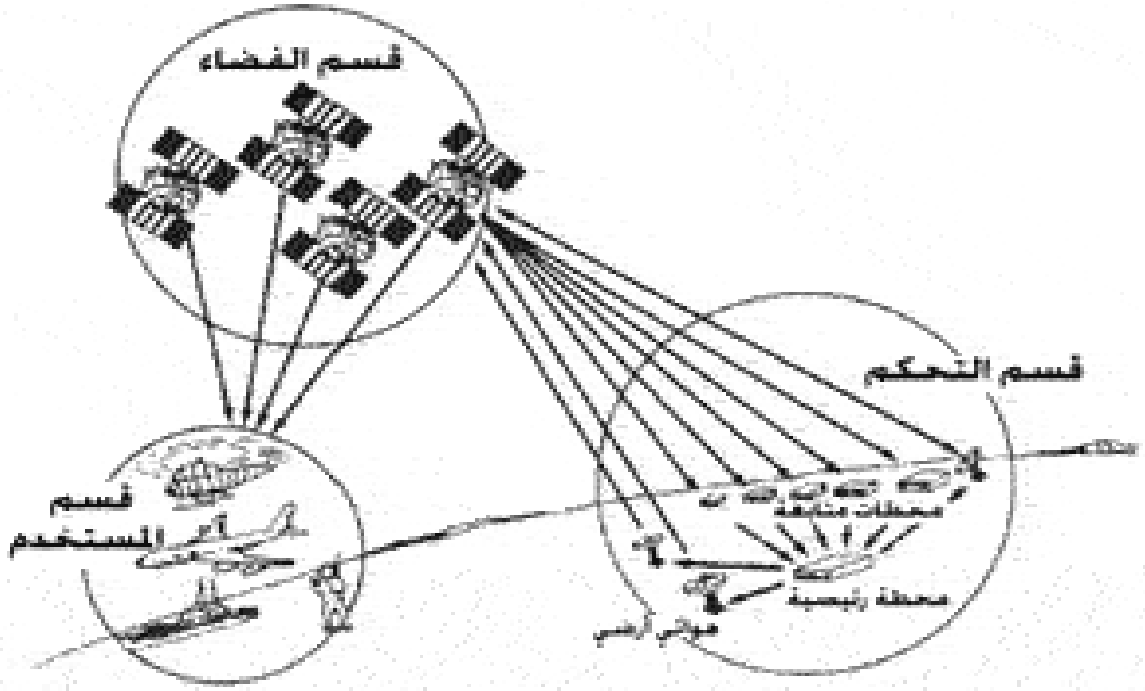 قسم الفضاء
قسم التحكم
قسم
المستخدم
محطات متابعة
محطة رئيسية
هوائي أرضي